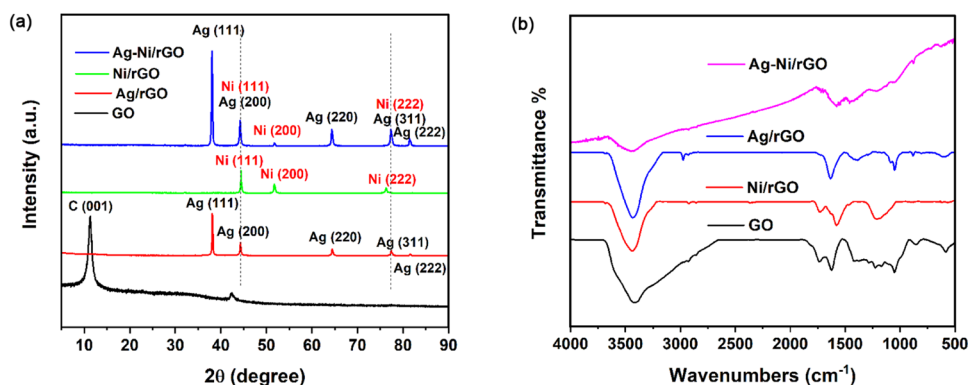 (a)
Ag (111)
Ag-Ni/rGO
Ni/rGO
Ag/rGO
GO
Ni (111)
Ag (200)
Ni (200)
Ag (220)
Ni (222)
Ag (311)
Ag (222)
Ni (111)
Ni (200)
Ni (222)
C (001)
Ag (111)
Ag (200)
Ag (220)
Ag (311)
Ag (222)
Intensity (a.u.)
10 20 30 40 50 60 70 80 90
2θ (degree)
(b)
Ag-Ni/rGO
Ag/rGO
Ni/rGO
GO
Transmittance %
4000 3500 3000 2500 2000 1500 1000 500
Wavenumbers (cm-1)